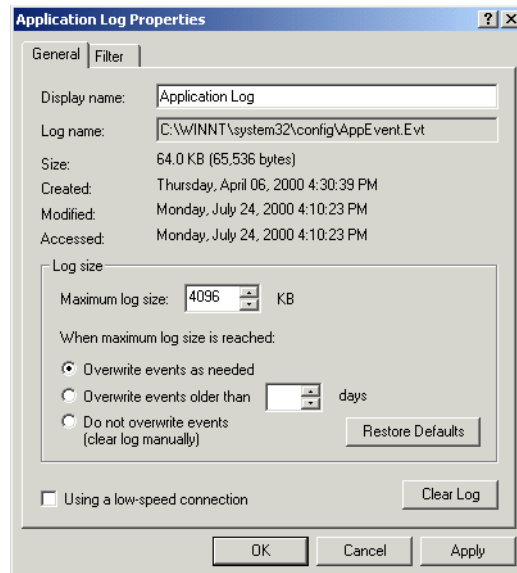 Application Log Properties
General Filter
Display name: Application Log
Log name: C:\WINNT\system32\config\AppEvent.Evt
Size: 64.0 KB (65,536 bytes)
Created: Thursday, April 06, 2000 4:30:39 PM
Modified: Monday, July 24, 2000 4:10:23 PM
Accessed: Monday, July 24, 2000 4:10:23 PM
Log size
Maximum log size: 4096 KB
When maximum log size is reached:
Overwrite events as needed
Overwrite events older than days
Do not overwrite events
(clear log manually)
Restore Defaults
Using a low-speed connection
Clear Log
OK Cancel Apply